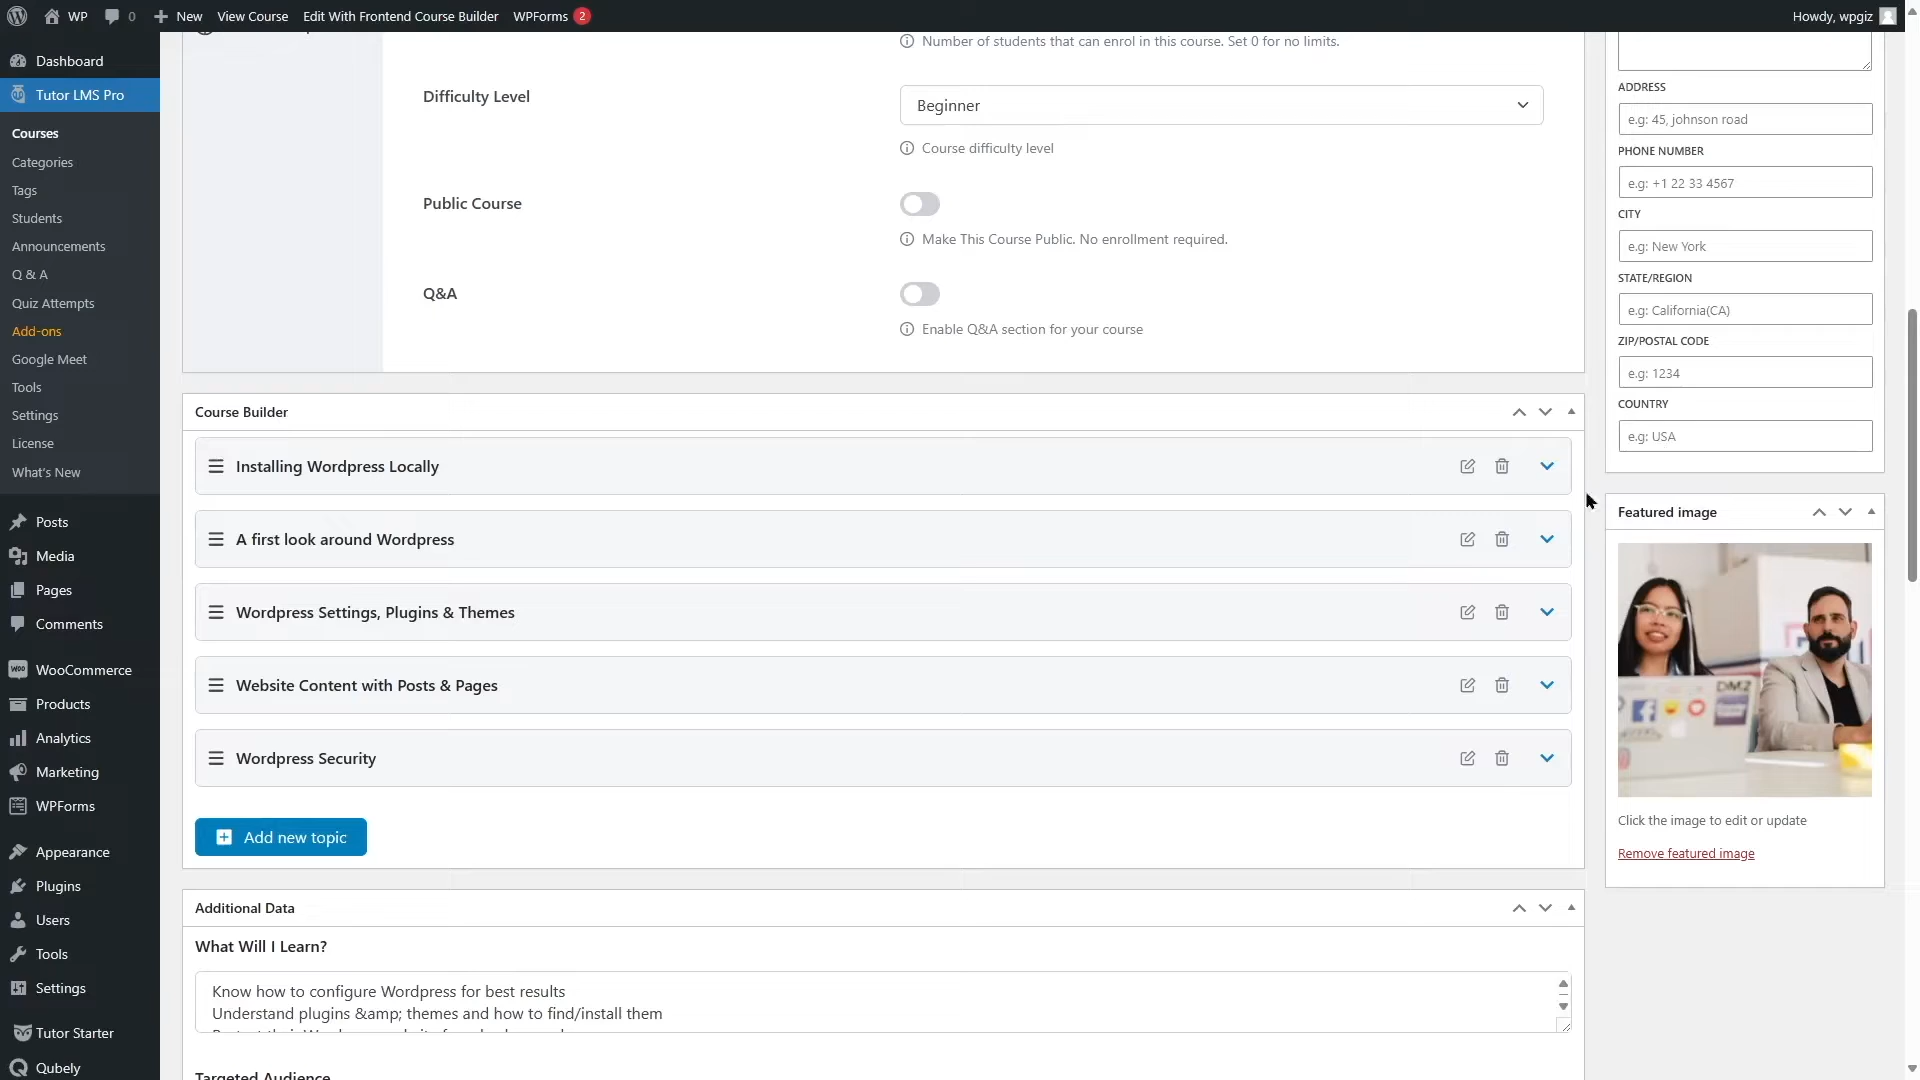 WP
0
New
View Course
Edit With Frontend Course Builder
WPForms
2
Howdy, wpgiz
Dashboard
Tutor LMS Pro
Courses
Categories
Tags
Students
Announcements
Q & A
Quiz Attempts
Add-ons
Google Meet
Tools
Settings
License
What's New
Posts
Media
Pages
Comments
WooCommerce
Products
Analytics
Marketing
WPForms
Appearance
Plugins
Users
Tools
Settings
Tutor Starter
Qubely
Number of students that can enrol in this course. Set 0 for no limits.
Difficulty Level
Beginner
Course difficulty level
Public Course
Make This Course Public. No enrollment required.
Q&A
Enable Q&A section for your course
Course Builder
Installing Wordpress Locally
A first look around Wordpress
Wordpress Settings, Plugins & Themes
Website Content with Posts & Pages
Wordpress Security
Add new topic
Additional Data
What Will I Learn?
Know how to configure Wordpress for best results
Understand plugins &amp; themes and how to find/install them
Targeted Audience
ADDRESS
e.g: 45, johnson road
PHONE NUMBER
e.g: +1 22 33 4567
CITY
e.g: New York
STATE/REGION
e.g: California(CA)
ZIP/POSTAL CODE
e.g: 1234
COUNTRY
e.g: USA
Featured image
DMZ
Click the image to edit or update
Remove featured image